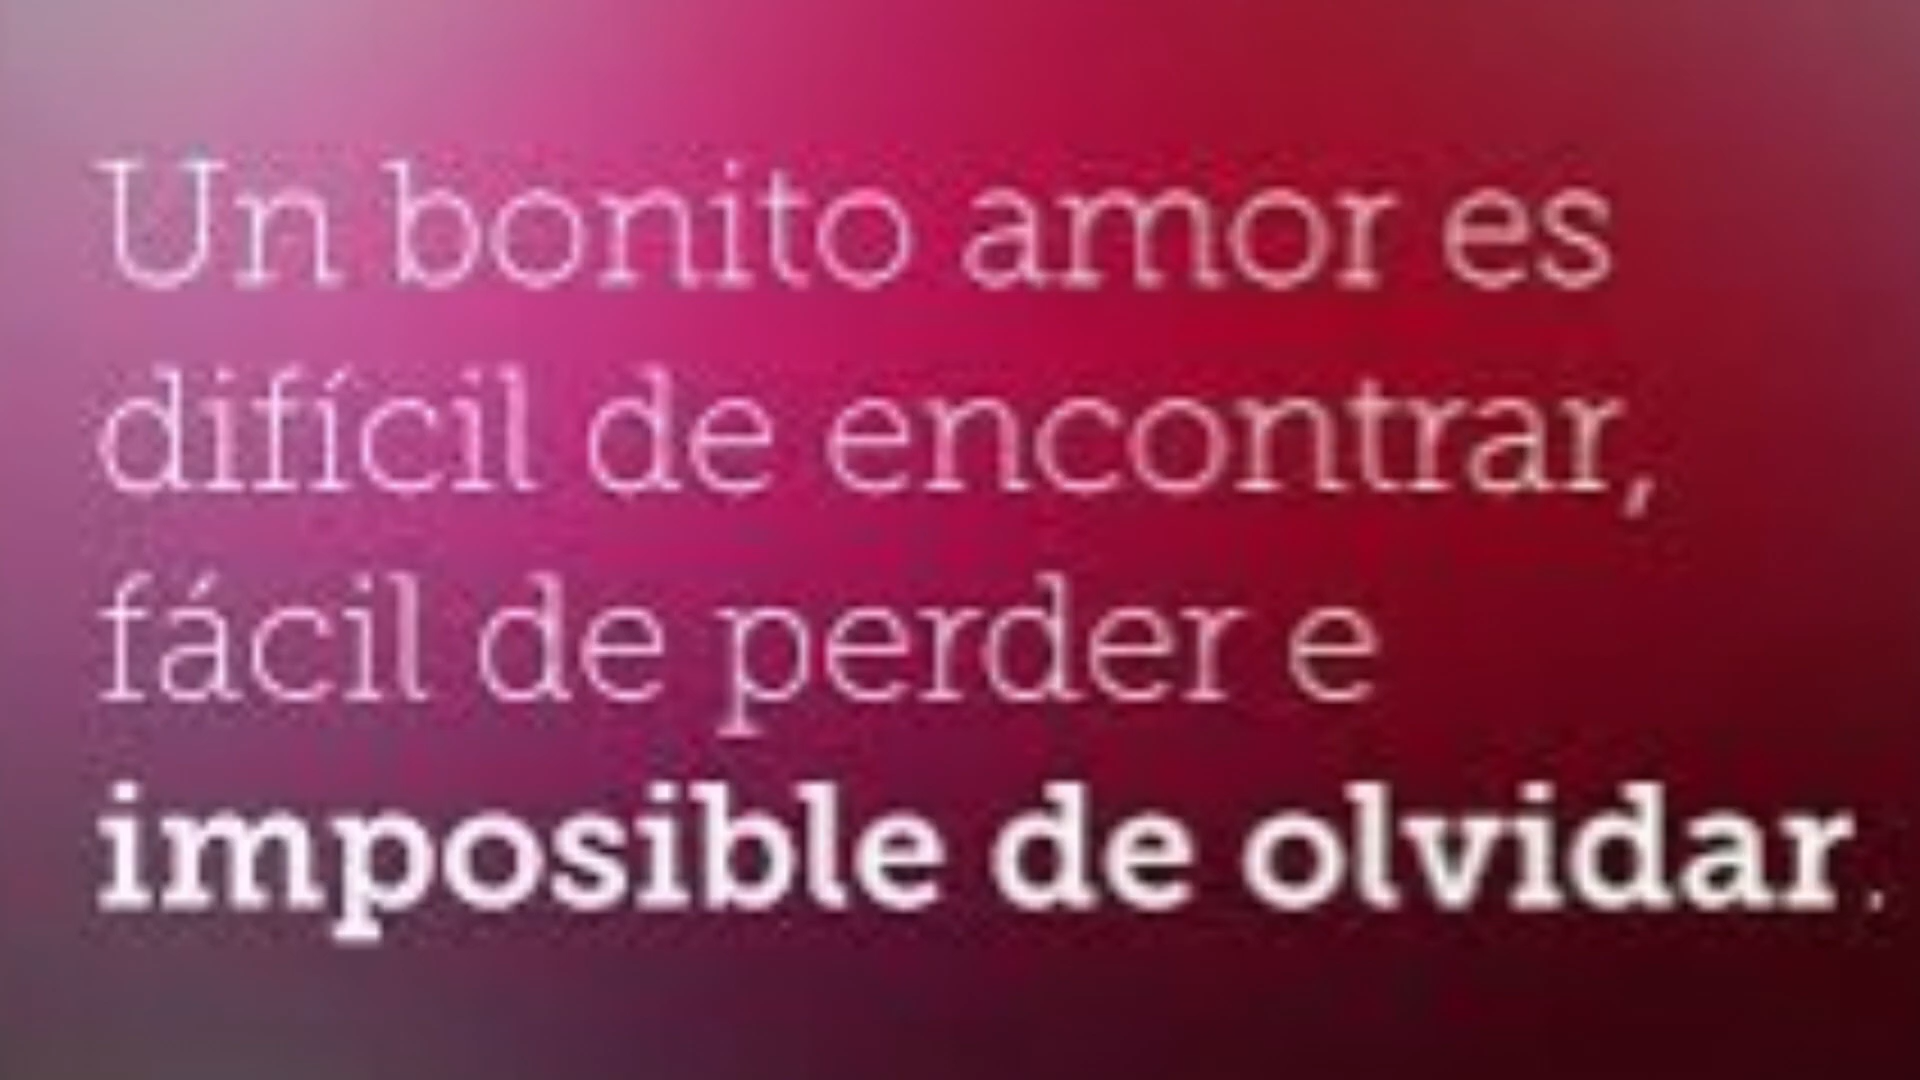 Un bonito amor es
difícil de encontrar,
fácil de perder e
imposible de olvidar.